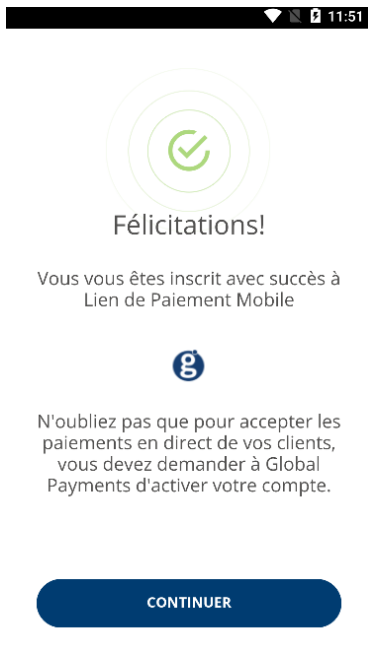 11:51
Félicitations!
Vous vous êtes inscrit avec succès à
Lien de Paiement Mobile
g
N'oubliez pas que pour accepter les
paiements en direct de vos clients,
vous devez demander à Global
Payments d'activer votre compte.
CONTINUER